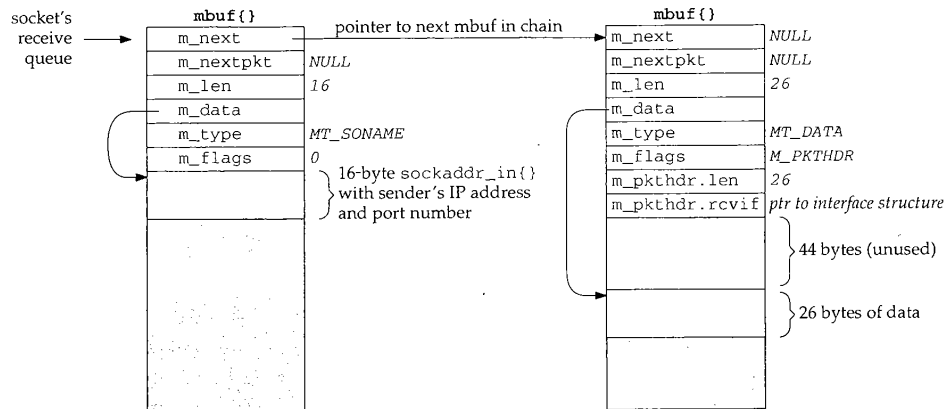 socket's
receive
queue
mbuf{}
pointer to next mbuf in chain
m_next
m_nextpkt NULL
m_len 16
m_data
m_type MT_SONAME
m_flags 0
16-byte sockaddr_in{}
with sender's IP address
and port number
mbuf{}
m_next NULL
m_nextpkt NULL
m_len 26
m_data
m_type MT_DATA
m_flags M_PKTHDR
m_pkthdr.len 26
m_pkthdr.rcvif ptr to interface structure
44 bytes (unused)
26 bytes of data